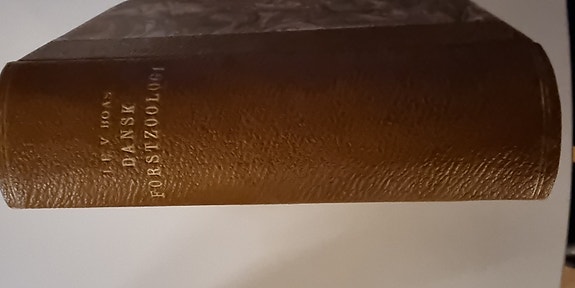 J. E. V. BOAS
DANSK
FORSTZOOLOGI